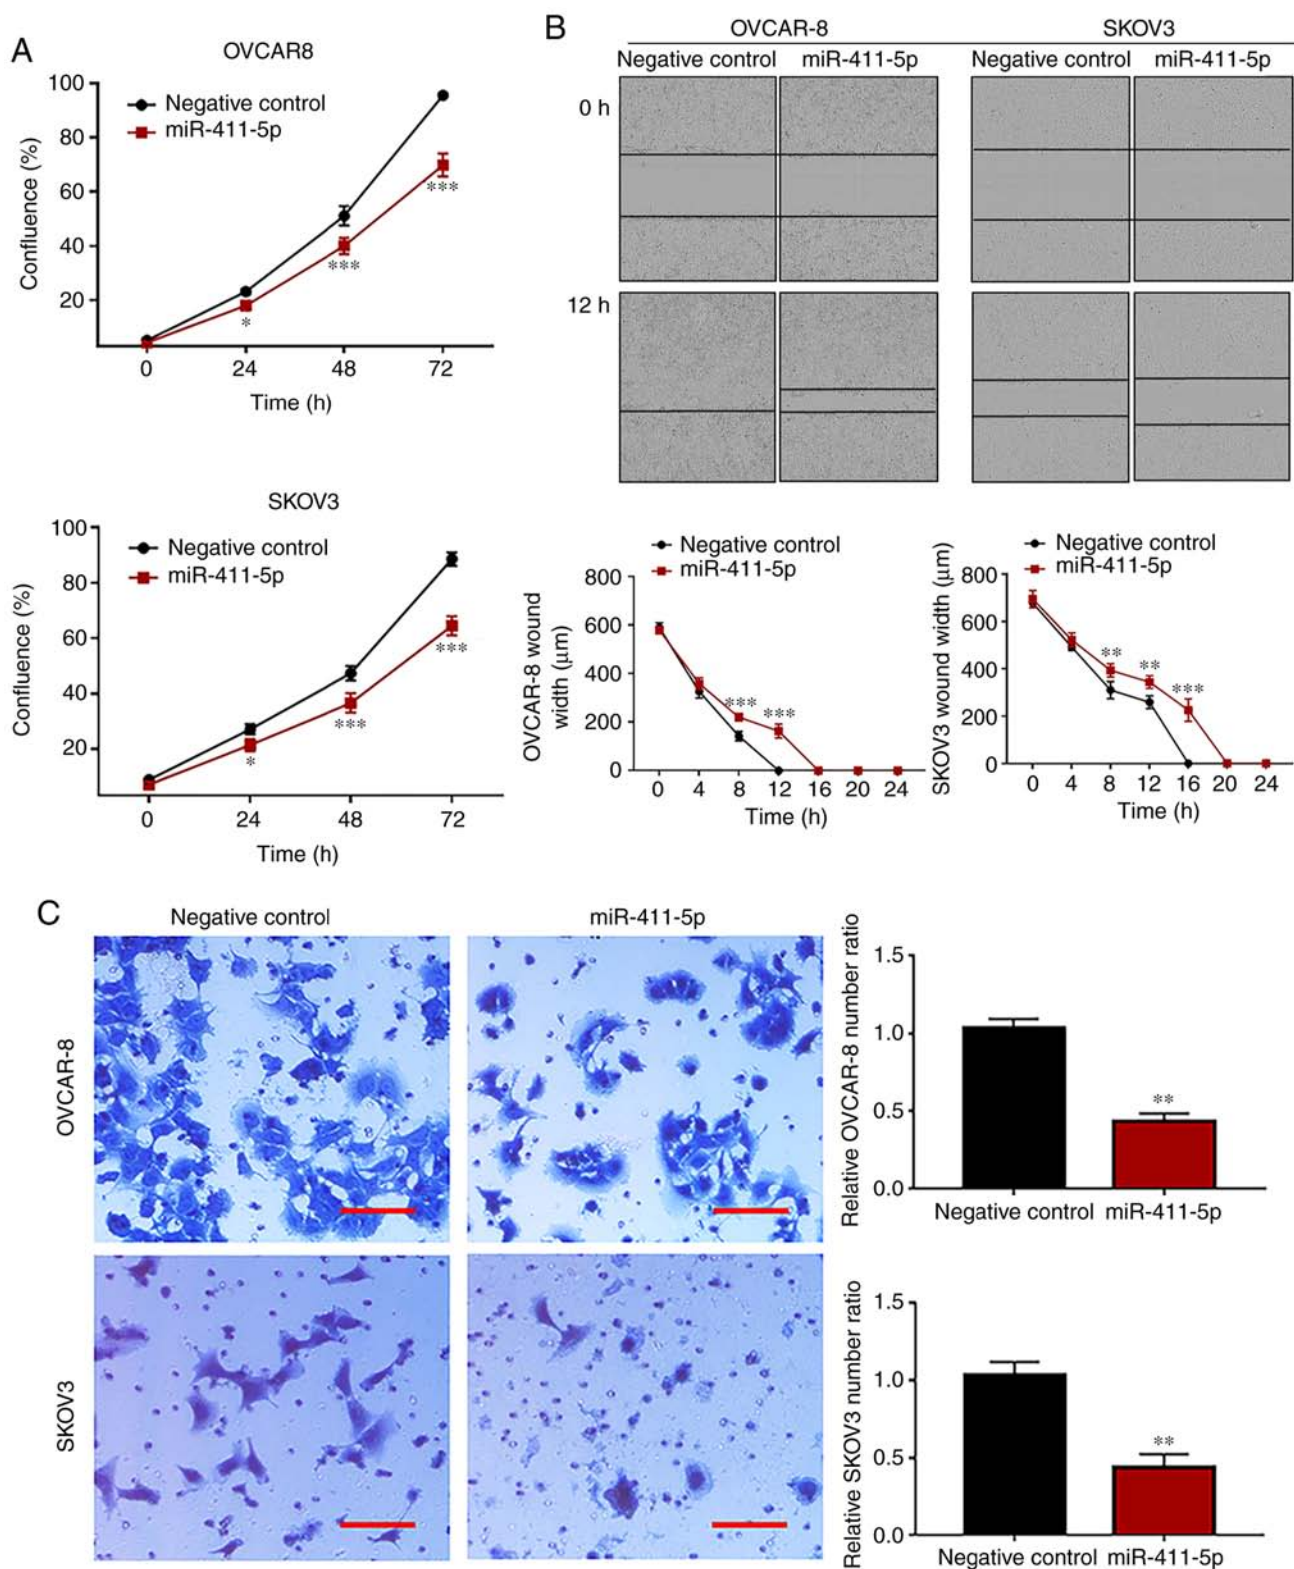 A
OVCAR8
Negative control
miR-411-5p
Confluence (%)
100
80
60
40
20
*
***
***
0 24 48 72
Time (h)
SKOV3
Negative control
miR-411-5p
Confluence (%)
100
80
60
40
20
*
***
***
0 24 48 72
Time (h)
B
OVCAR-8 SKOV3
Negative control miR-411-5p Negative control miR-411-5p
0 h
12 h
Negative control
miR-411-5p
OVCAR-8 wound
width (μm)
800
600
400
200
0
*** ***
0 4 8 12 16 20 24
Time (h)
Negative control
miR-411-5p
SKOV3 wound width (μm)
800
600
800
200
0
** ** ***
0 4 8 12 16 20 24
Time (h)
C
Negative control miR-411-5p
OVCAR-8
SKOV3
Relative OVCAR-8 number ratio
1.5
1.0
0.5
0.0
**
Negative control miR-411-5p
Relative SKOV3 number ratio
1.5
1.0
0.5
0.0
**
Negative control miR-411-5p